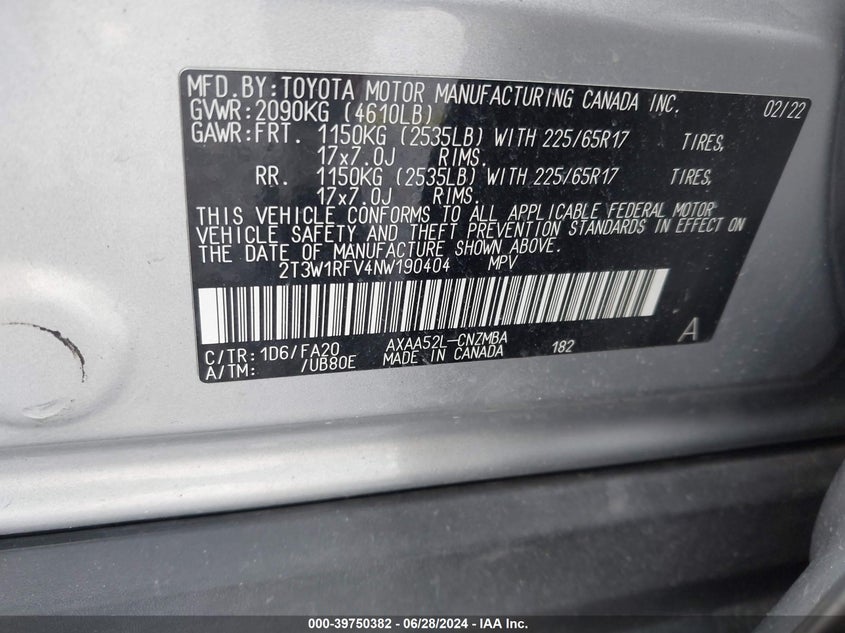 MFD.BY:TOYOTA MOTOR MANUFACTURING CANADA INC. 02/22
GVWR:2090KG (4610LB)
GAWR:FRT. 1150KG (2535LB) WITH 225/65R17 TIRES,
17x7.0J RIMS.
RR. 1150KG (2535LB) WITH 225/65R17 TIRES,
17x7.0J RIMS.
THIS VEHICLE CONFORMS TO ALL APPLICABLE FEDERAL MOTOR
VEHICLE SAFETY AND THEFT PREVENTION STANDARDS IN EFFECT ON
THE DATE OF MANUFACTURE SHOWN ABOVE.
2T3W1RFV4NW190404 MPV
C/TR:1D6/FA20 AXAA52L-CNZMBA 182 A
A/TM: /UB80E MADE IN CANADA
000-39750382 - 06/28/2024 - IAA Inc.